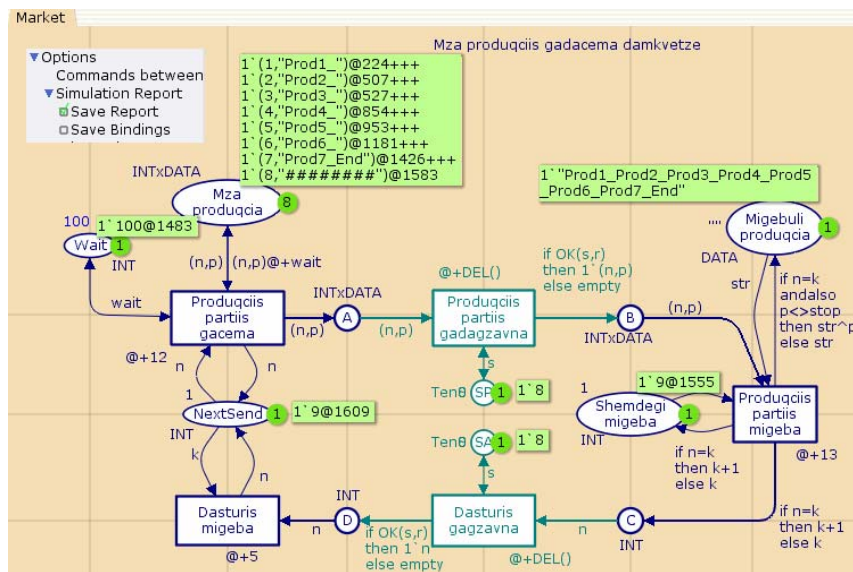 Market
Mza produqciis gadacema damkvetze
Options
Commands between
Simulation Report
Save Report
Save Bindings
1`(1,"Prod1_")@224+++
1`(2,"Prod2_")@507+++
1`(3,"Prod3_")@527+++
1`(4,"Prod4_")@854+++
1`(5,"Prod5_")@953+++
1`(6,"Prod6_")@1181+++
1`(7,"Prod7_End")@1426+++
1`(8,"########")@1583
INTxDATA
Mza
produqcia
8
1`"Prod1_Prod2_Prod3_Prod4_Prod5
_Prod6_Prod7_End"
100
1`100@1483
Wait
1
INT
""
Migebuli
produqcia
1
DATA
(n,p)
(n,p)@+wait
wait
@+DEL()
if OK(s,r)
then 1`(n,p)
else empty
str
if n=k
andalso
p<>stop
then str^p
else str
Produqciis
partiis
gacema
(n,p)
INTxDATA
A
(n,p)
Produqciis
partiis
gadagzavna
B
INTxDATA
(n,p)
@+12
n
n
s
Ten0
SP
1
1`8
1
1`9@1555
Shemdegi
migeba
1
INT
Produqciis
partiis
migeba
@+13
1
NextSend
1
1`9@1609
INT
Ten0
SA
1
1`8
if n=k
then k+1
else k
k
n
s
Dasturis
migeba
@+5
n
INT
D
if OK(s,r)
then 1`n
else empty
Dasturis
gagzavna
@+DEL()
n
C
INT
if n=k
then k+1
else k